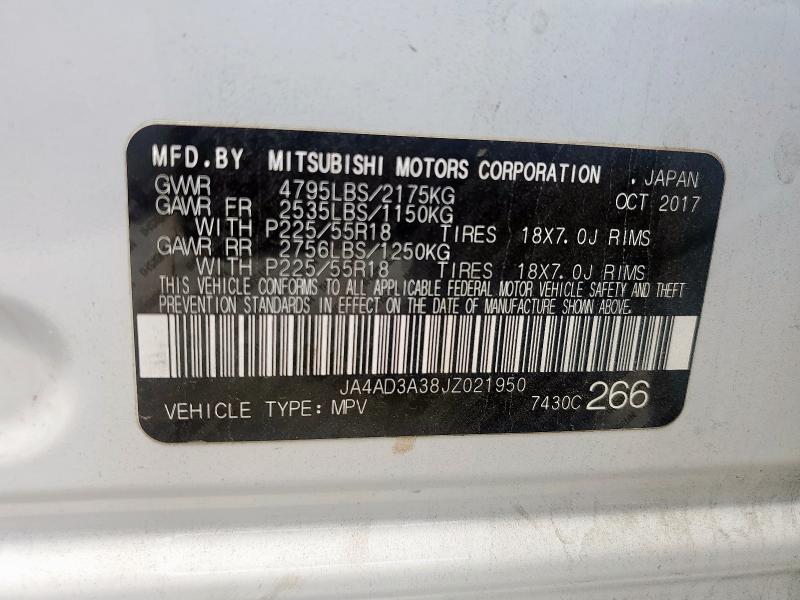 MFD.BY MITSUBISHI MOTORS CORPORATION . JAPAN
GVWR 4795LBS/2175KG OCT 2017
GAWR FR 2535LBS/1150KG
WITH P225/55R18 TIRES 18X7.0J RIMS
GAWR RR 2756LBS/1250KG
WITH P225/55R18 TIRES 18X7.0J RIMS
THIS VEHICLE CONFORMS TO ALL APPLICABLE FEDERAL MOTOR VEHICLE SAFETY AND THEFT
PREVENTION STANDARDS IN EFFECT ON THE DATE OF MANUFACTURE SHOWN ABOVE.
JA4AD3A38JZ021950
VEHICLE TYPE: MPV 7430C 266